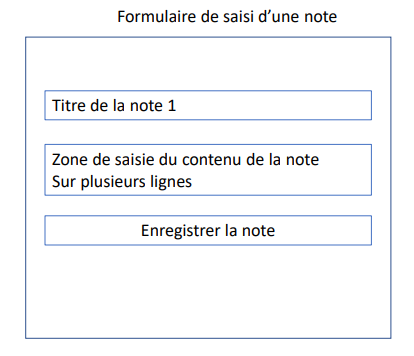 Formulaire de saisi d’une note
Titre de la note 1
Zone de saisie du contenu de la note
Sur plusieurs lignes
Enregistrer la note